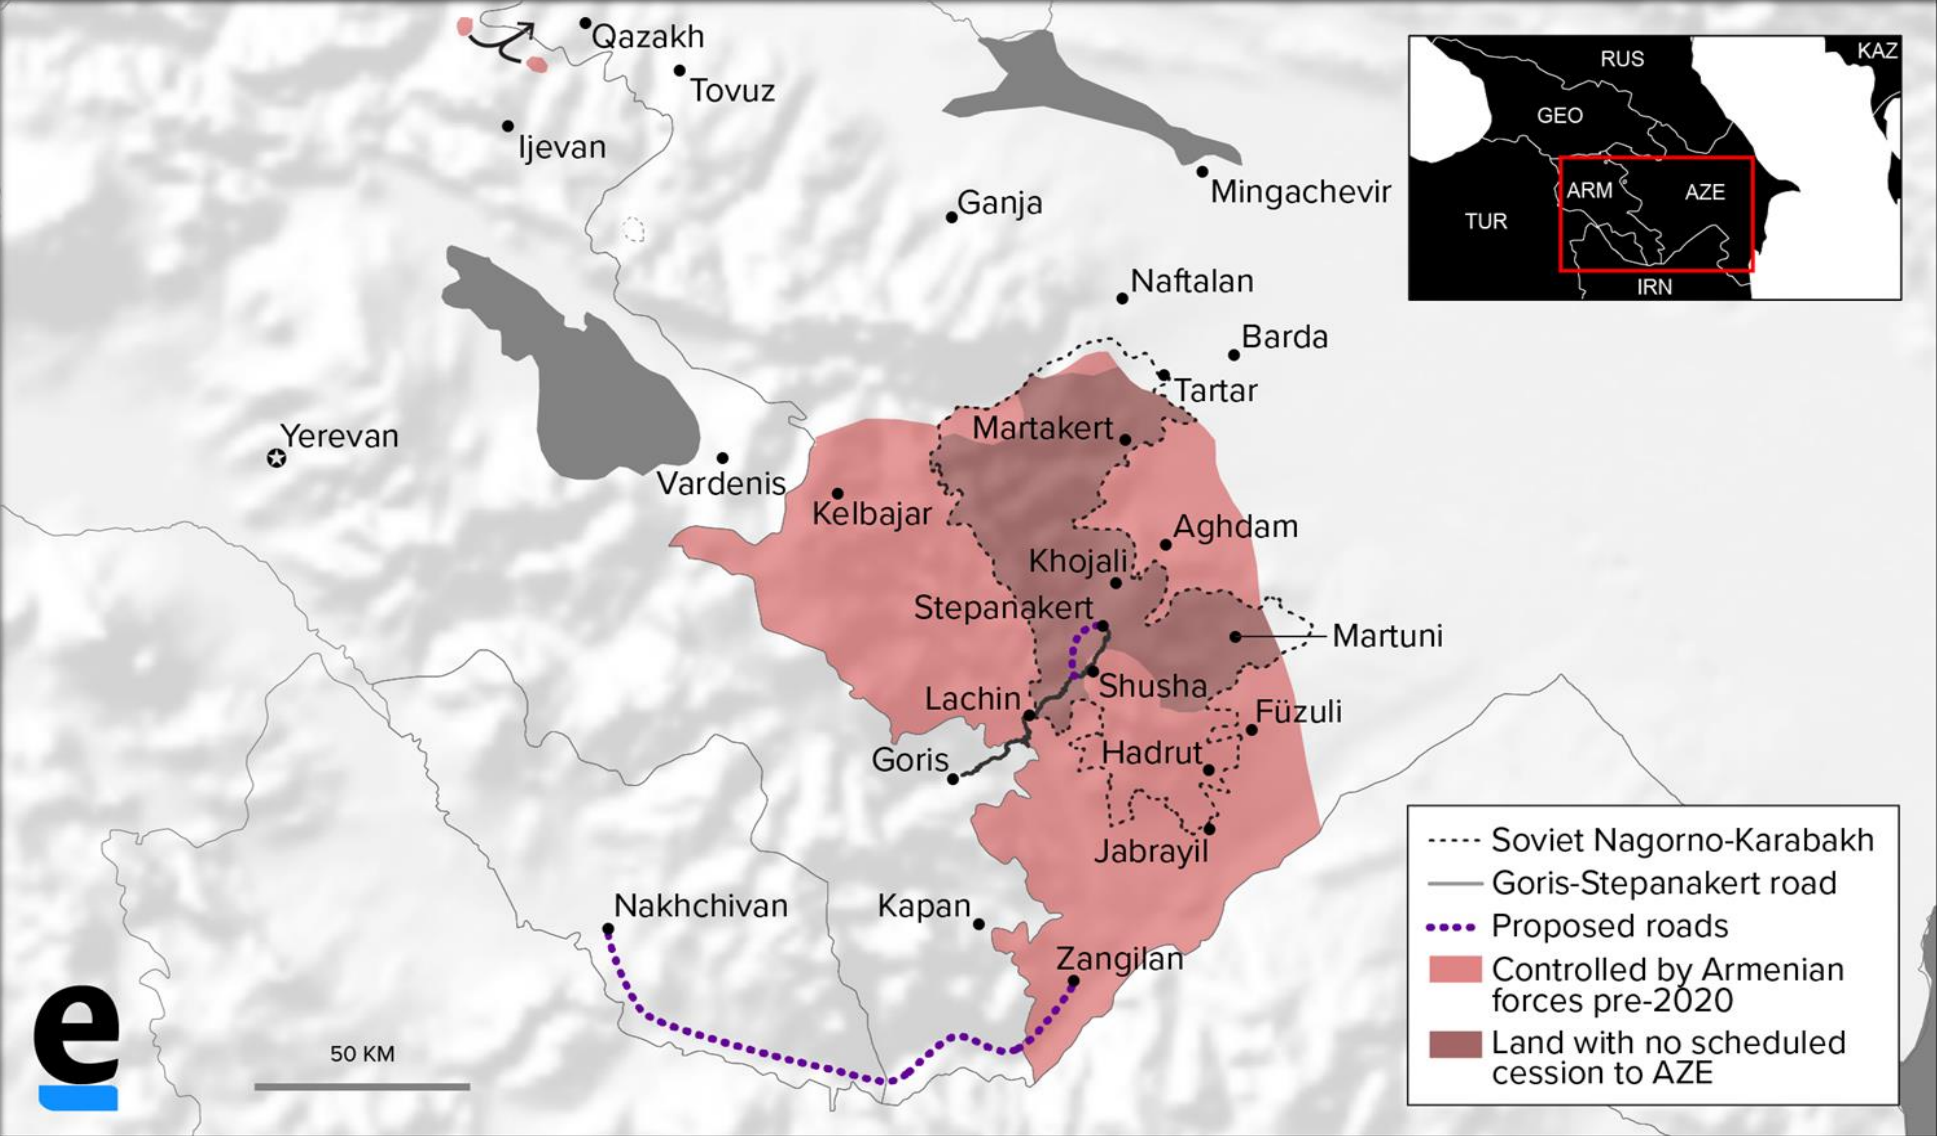 Qazakh
Tovuz
Ijevan
Mingachevir
Ganja
Naftalan
Barda
Tartar
Yerevan
Martakert
Vardenis
Kelbajar
Aghdam
Khojali
Stepanakert
Martuni
Lachin
Shusha
Füzuli
Goris
Hadrut
Jabrayil
Nakhchivan
Kapan
Zangilan
RUS
KAZ
GEO
ARM
AZE
TUR
IRN
e
50 KM
Soviet Nagorno-Karabakh
Goris-Stepanakert road
Proposed roads
Controlled by Armenian
forces pre-2020
Land with no scheduled
cession to AZE